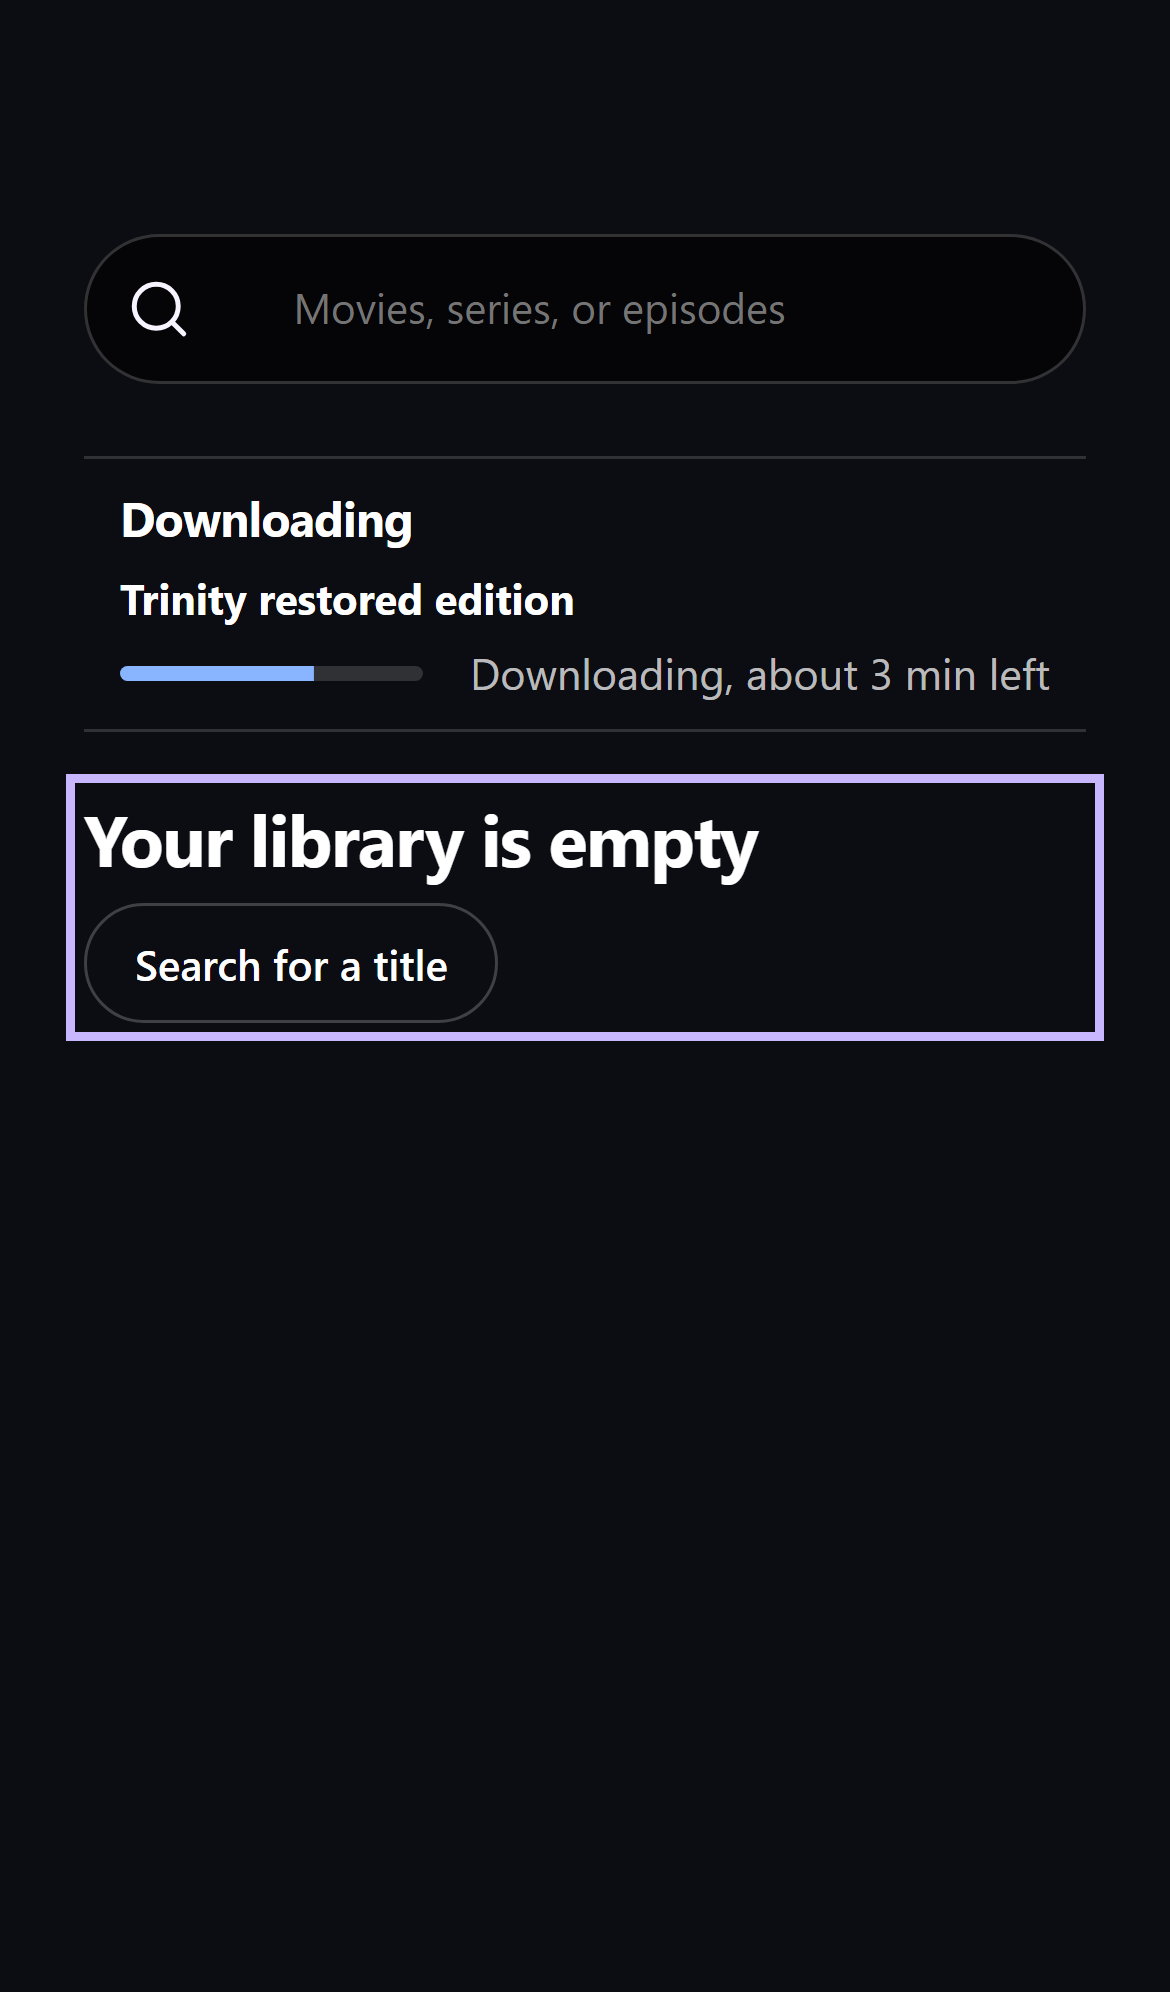 Movies, series, or episodes
Downloading
Trinity restored edition
Downloading, about 3 min left
Your library is empty
Search for a title